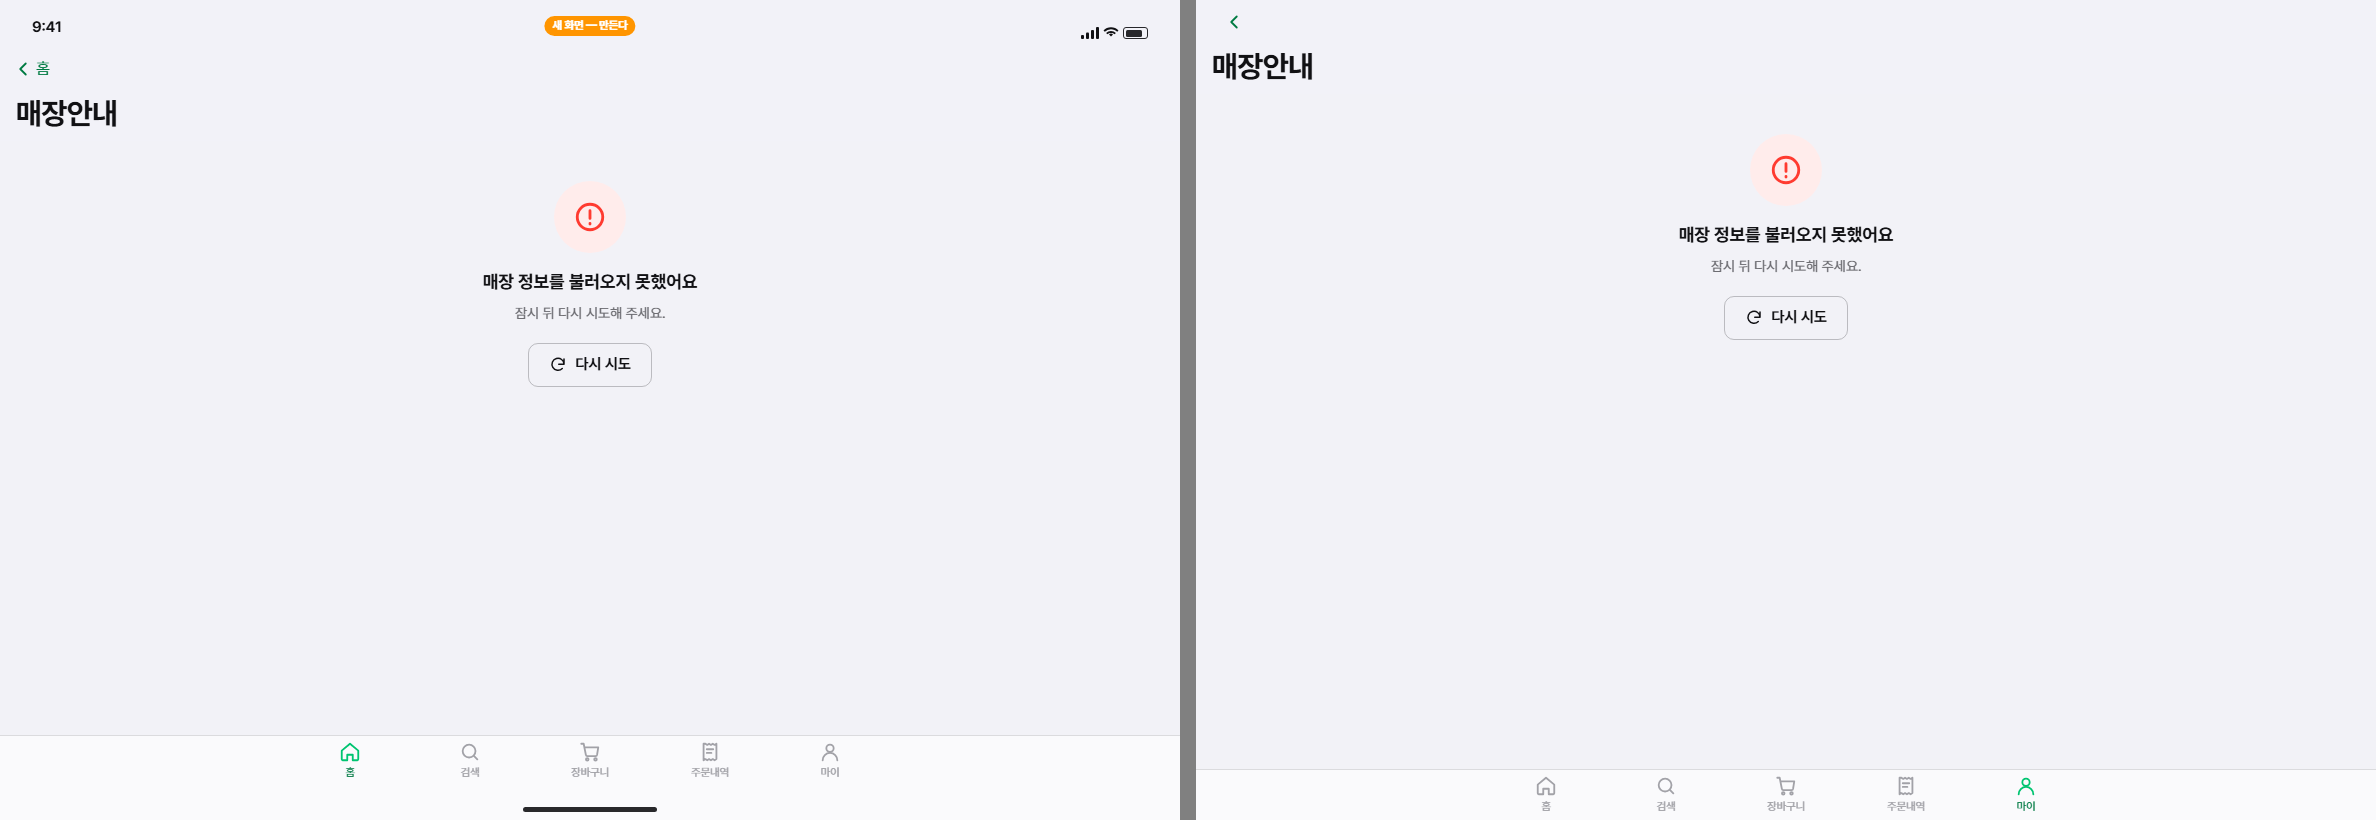 9:41
새 화면 — 만든다
홈
매장안내
매장 정보를 불러오지 못했어요
잠시 뒤 다시 시도해 주세요.
다시 시도
홈
검색
장바구니
주문내역
마이
매장안내
매장 정보를 불러오지 못했어요
잠시 뒤 다시 시도해 주세요.
다시 시도
홈
검색
장바구니
주문내역
마이